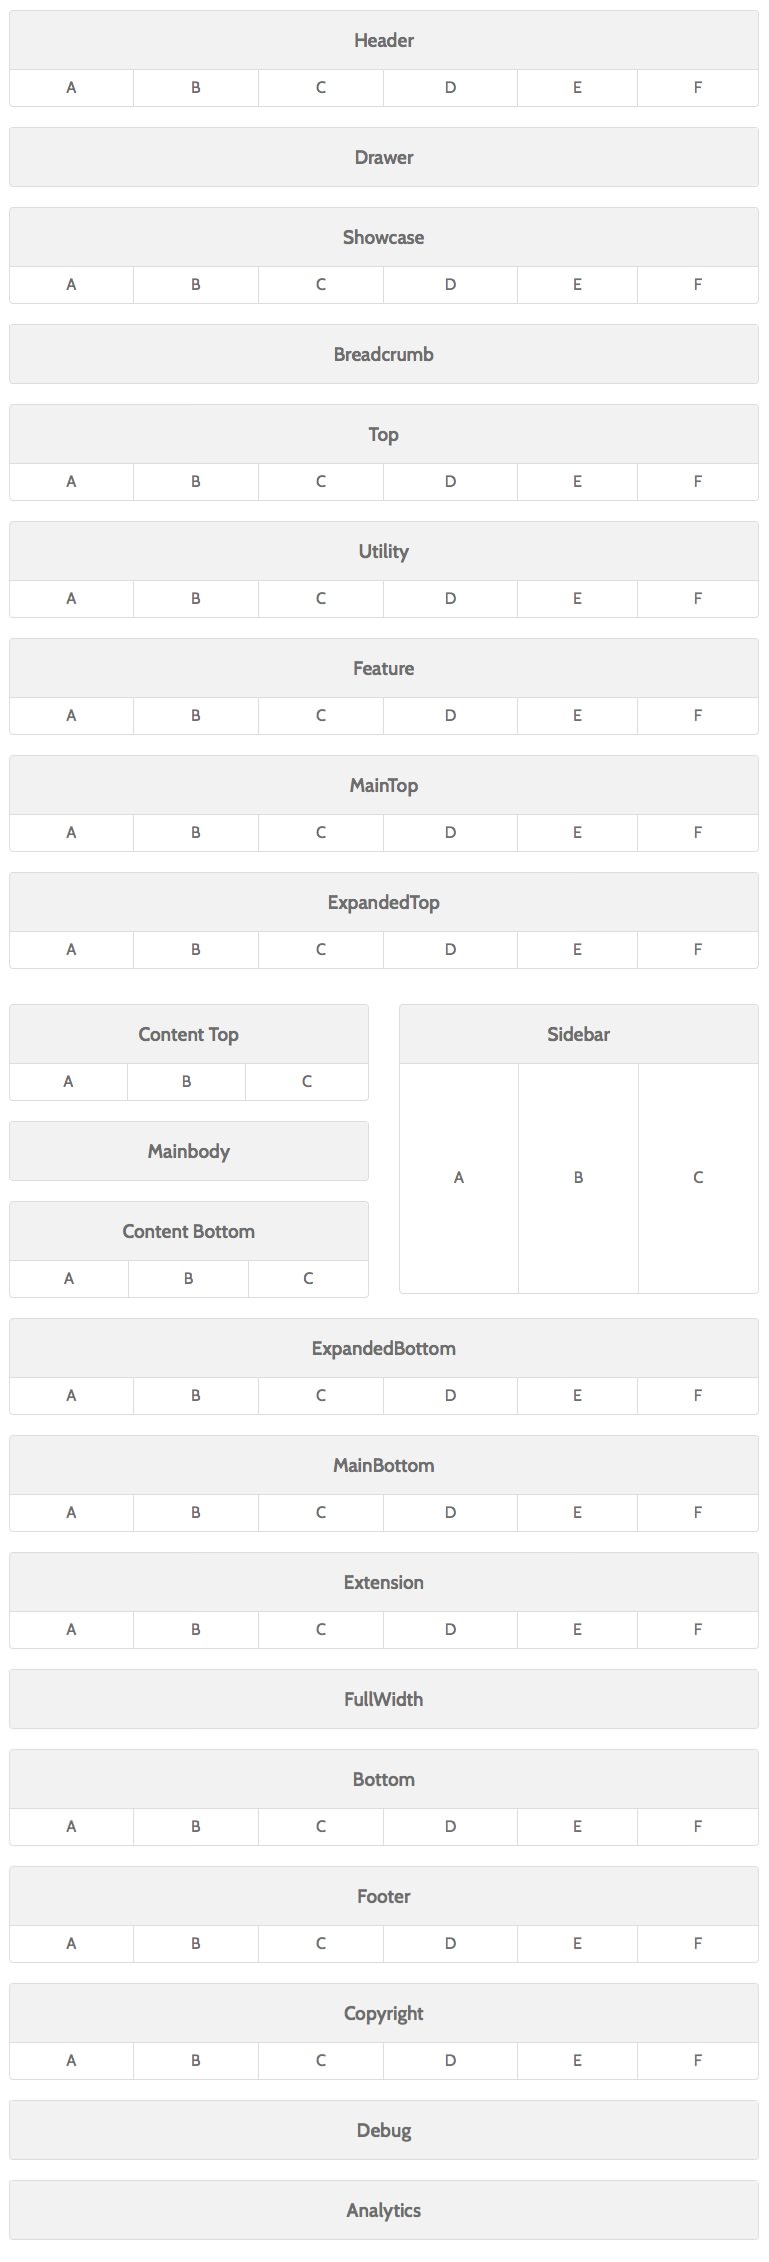 Header
A B C D E F
Drawer
Showcase
A B C D E F
Breadcrumb
Top
A B C D E F
Utility
A B C D E F
Feature
A B C D E F
MainTop
A B C D E F
ExpandedTop
A B C D E F
Content Top
A B C
Mainbody
Content Bottom
A B C
Sidebar
A B C
ExpandedBottom
A B C D E F
MainBottom
A B C D E F
Extension
A B C D E F
FullWidth
Bottom
A B C D E F
Footer
A B C D E F
Copyright
A B C D E F
Debug
Analytics